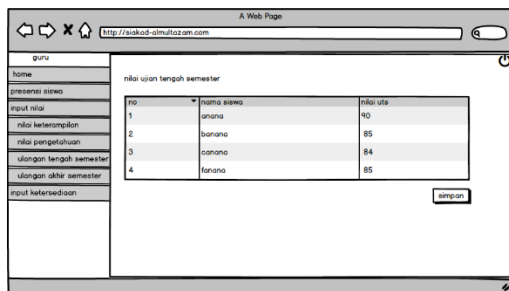 A Web Page
http://siakad-almultazam.com
guru
home
presensi siswa
input nilai
nilai keterampilan
nilai pengetahuan
ulangan tengah semester
ulangan akhir semester
input ketersediaan
nilai ujian tengah semester
no nama siswa nilai uts
1 anana 90
2 banana 85
3 canana 84
4 fanana 85
simpan